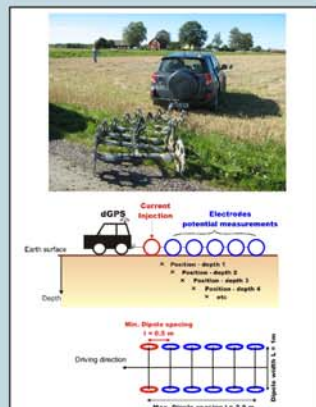 dGPS
Current
Injection
Electrodes
potential measurements
Earth surface
Position - depth 1
Position - depth 2
Position - depth 3
Position - depth 4
etc
Depth
Min. Dipole spacing
l = 0.5 m
Driving direction
Dipole width L = 1m